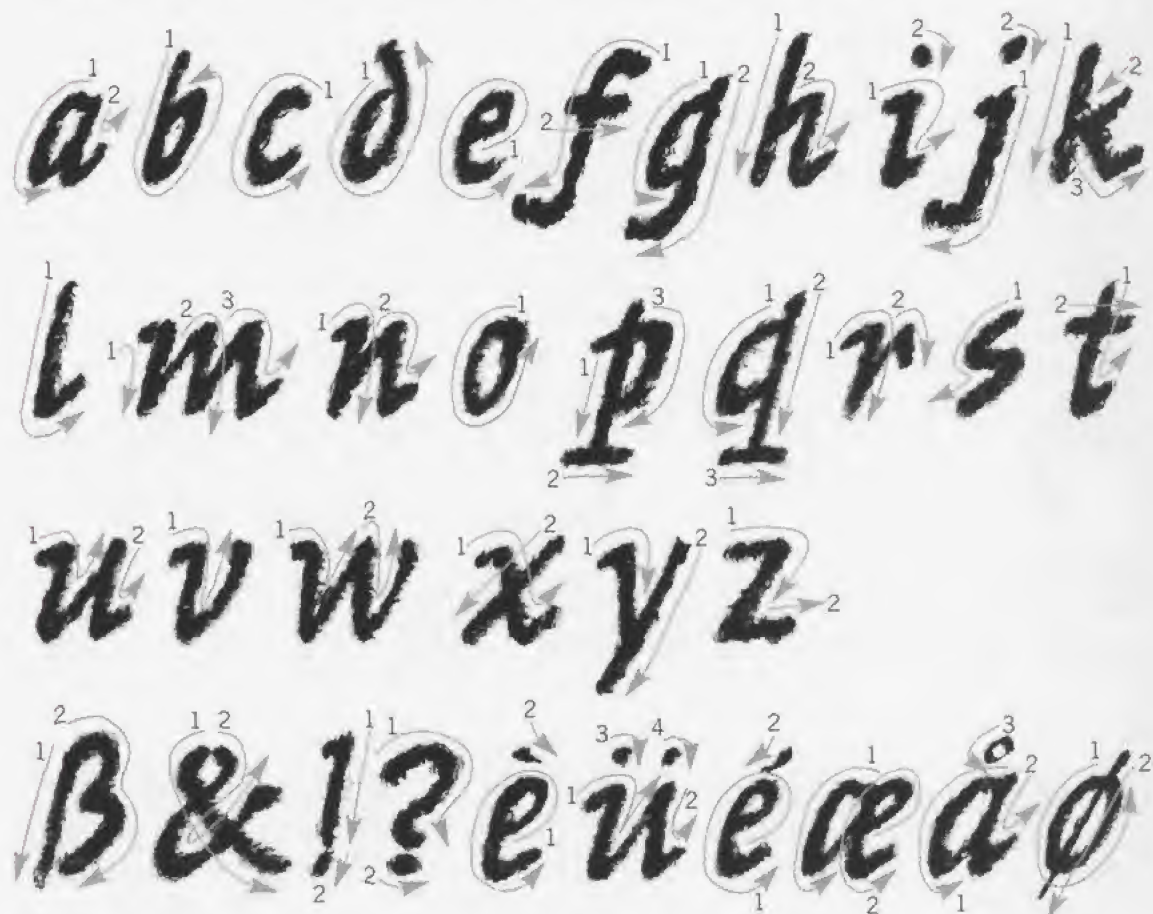 a b c d e f g h i j k
l m n o p q r s t
u v w x y z
ß & ! ? è ü é æ å ø